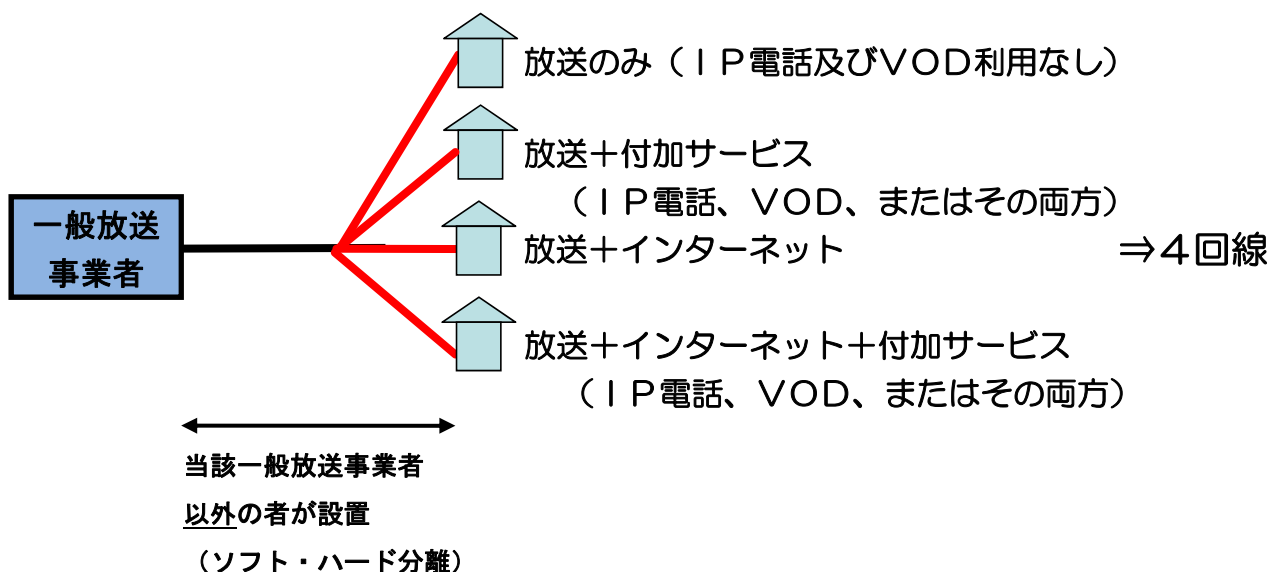 放送のみ（ＩＰ電話及びＶＯＤ利用なし）
放送＋付加サービス
（ＩＰ電話、ＶＯＤ、またはその両方）
一般放送
事業者
放送＋インターネット
⇒４回線
放送＋インターネット＋付加サービス
（ＩＰ電話、ＶＯＤ、またはその両方）
当該一般放送事業者
以外の者が設置
（ソフト・ハード分離）